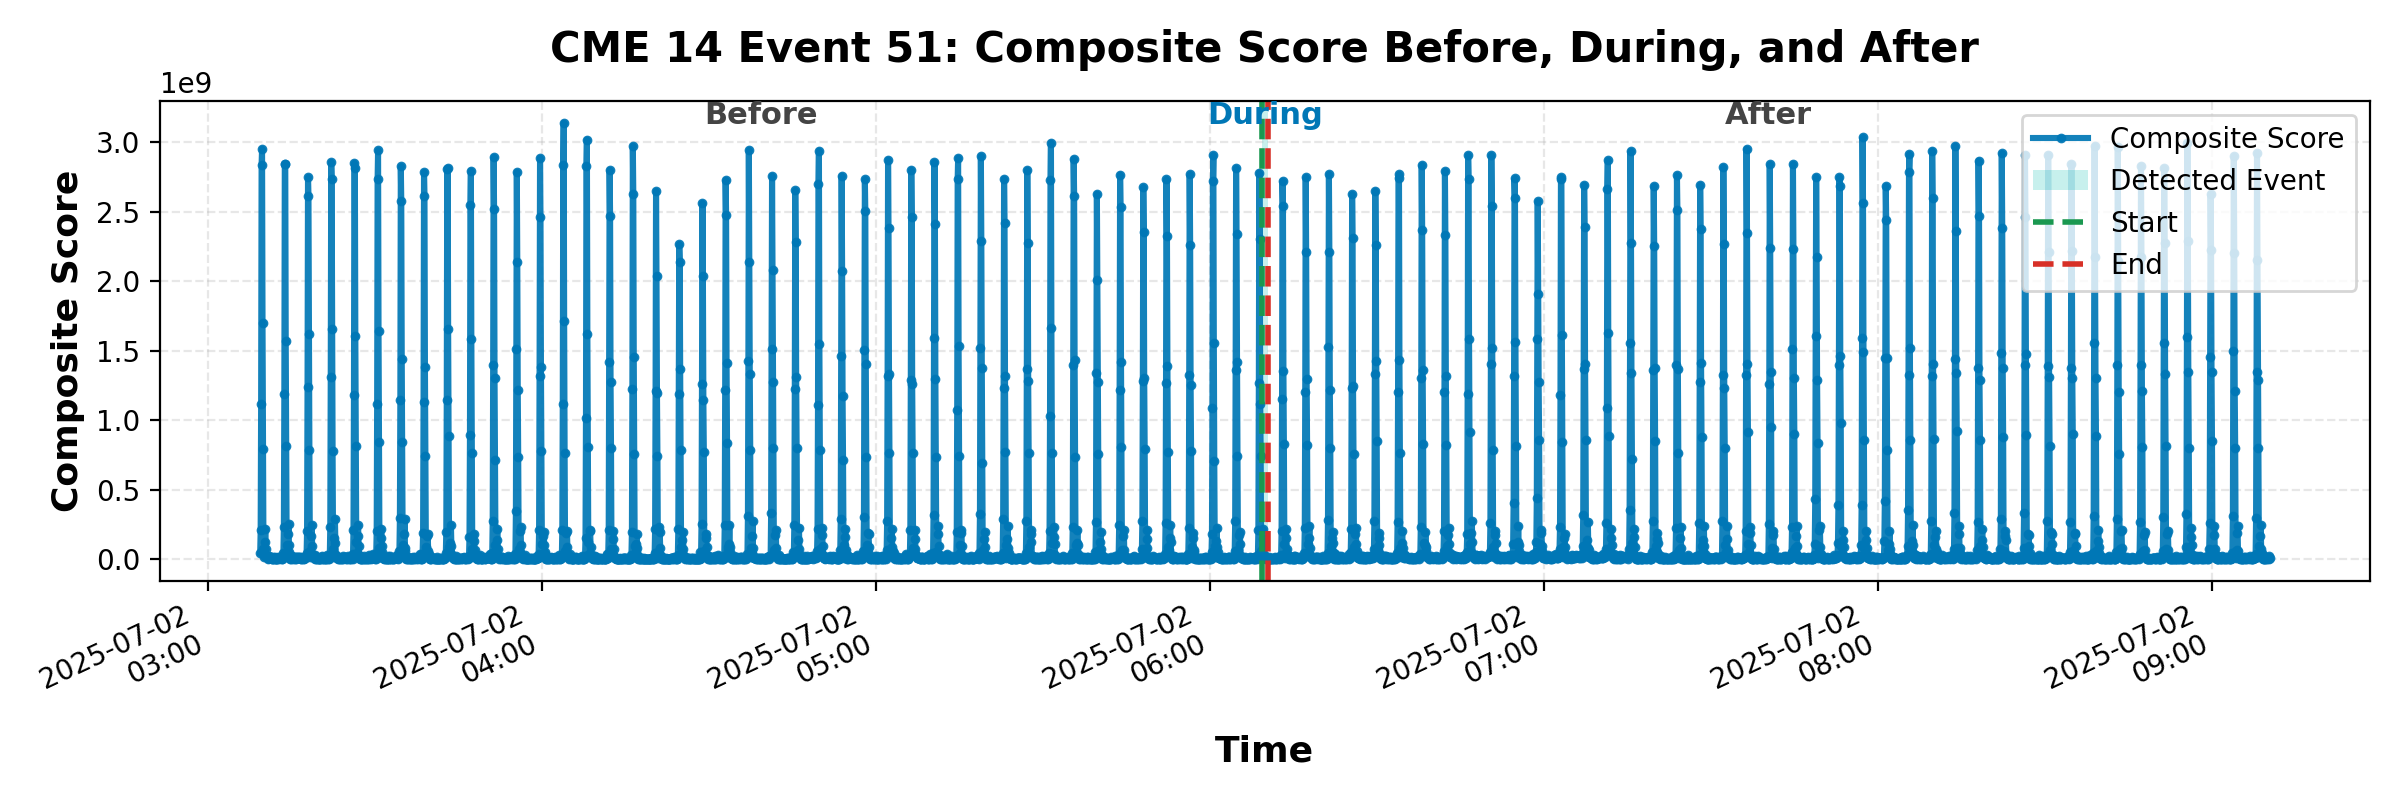 CME 14 Event 51: Composite Score Before, During, and After
1e9
Before
During
After
Composite Score
Detected Event
Start
End
3.0
2.5
2.0
1.5
1.0
0.5
0.0
Composite Score
2025-07-02
03:00
2025-07-02
04:00
2025-07-02
05:00
2025-07-02
06:00
2025-07-02
07:00
2025-07-02
08:00
2025-07-02
09:00
Time